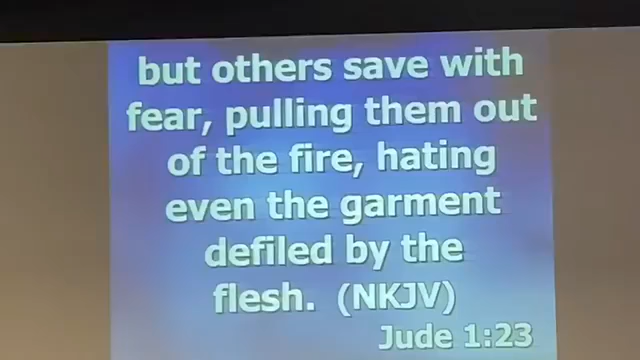 but others save with
fear, pulling them out
of the fire, hating
even the garment
defiled by the
flesh. (NKJV)
Jude 1:23